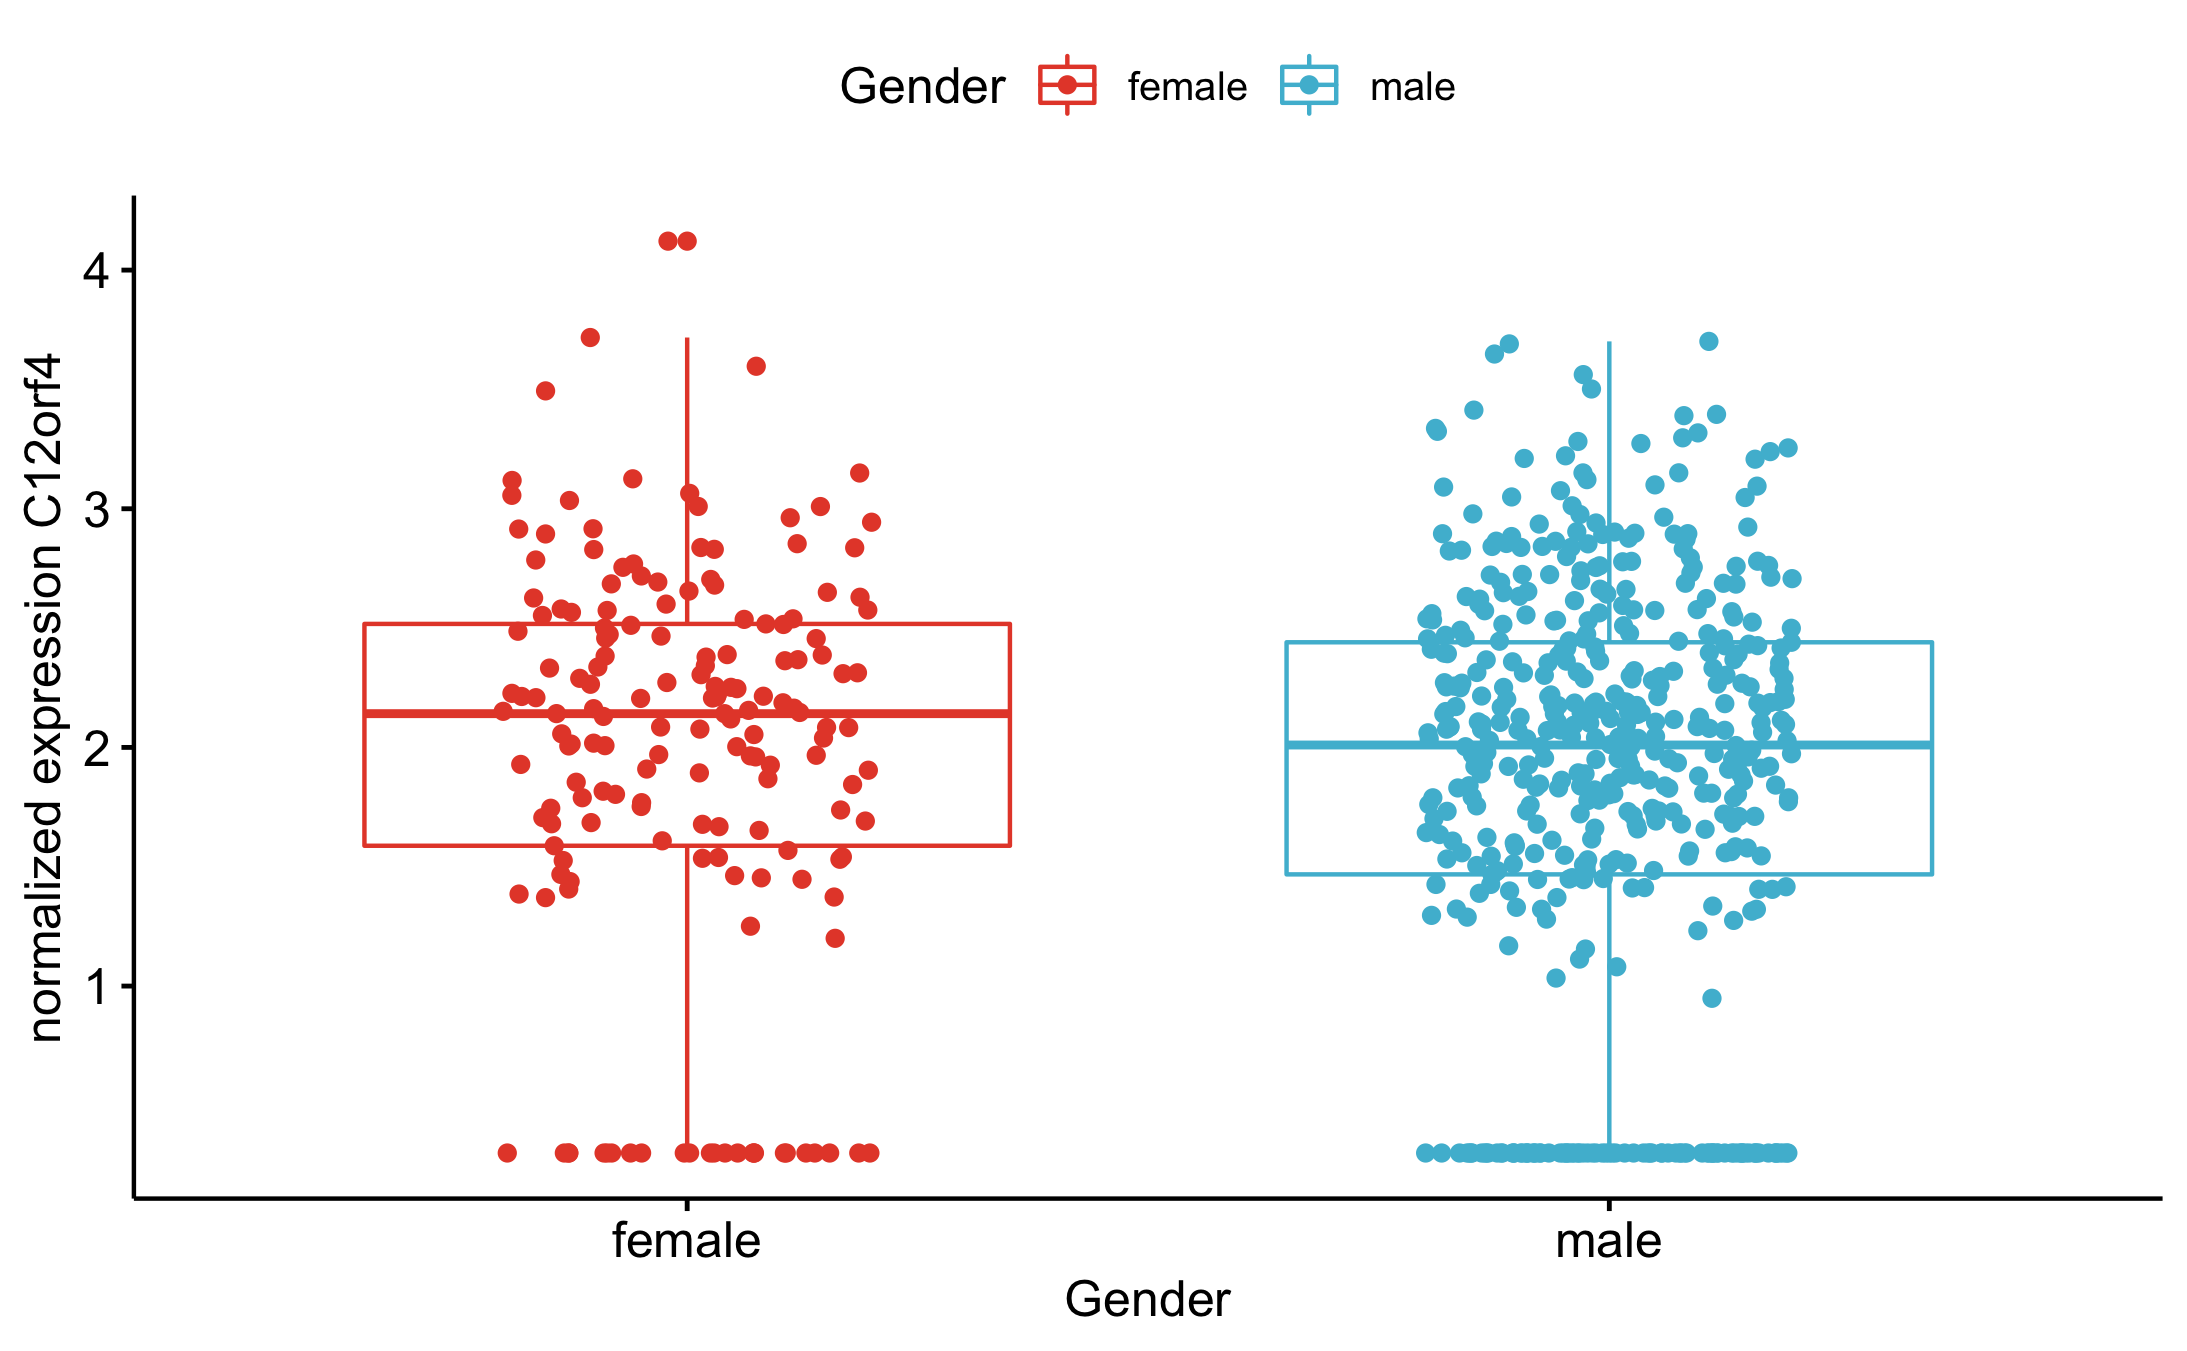 Gender female male
normalized expression C12orf4
4
3
2
1
female male
Gender